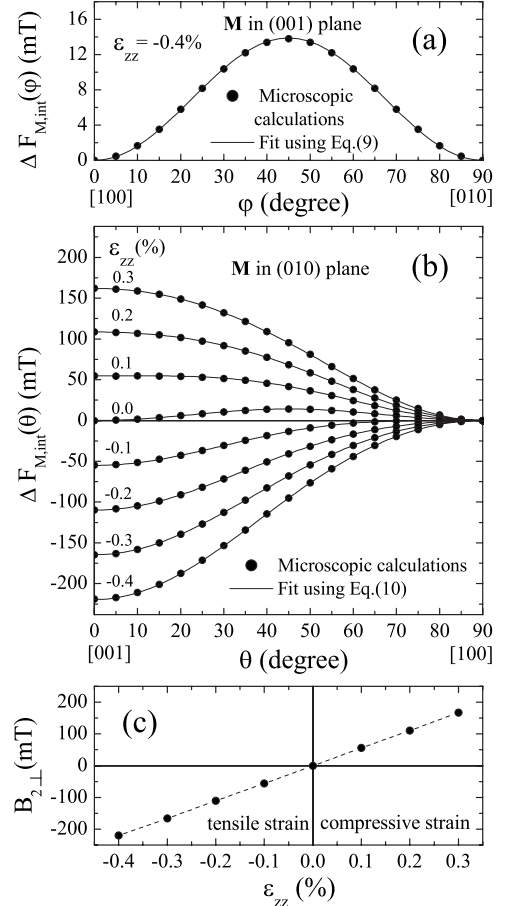 M in (001) plane
(a)
ε_zz = -0.4%
Δ F_M,int(φ) (mT)
16
12
8
4
0
Microscopic
calculations
Fit using Eq.(9)
0 10 20 30 40 50 60 70 80 90
[100] φ (degree) [010]
ε_zz(%)
M in (010) plane
(b)
Δ F_M,int(θ) (mT)
200
150
100
50
0
-50
-100
-150
-200
0.3
0.2
0.1
0.0
-0.1
-0.2
-0.3
-0.4
Microscopic calculations
Fit using Eq.(10)
0 10 20 30 40 50 60 70 80 90
[001] θ (degree) [100]
(c)
B_2⊥(mT)
200
100
0
-100
-200
tensile strain compressive strain
-0.4 -0.3 -0.2 -0.1 0.0 0.1 0.2 0.3
ε_zz (%)